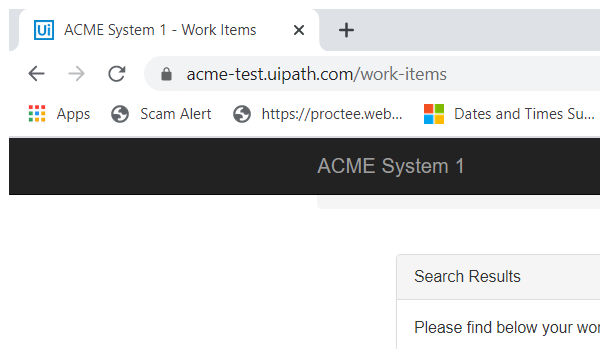 Ui ACME System 1 - Work Items
acme-test.uipath.com/work-items
Apps Scam Alert https://proctee.web... Dates and Times Su...
ACME System 1
Search Results
Please find below your wor